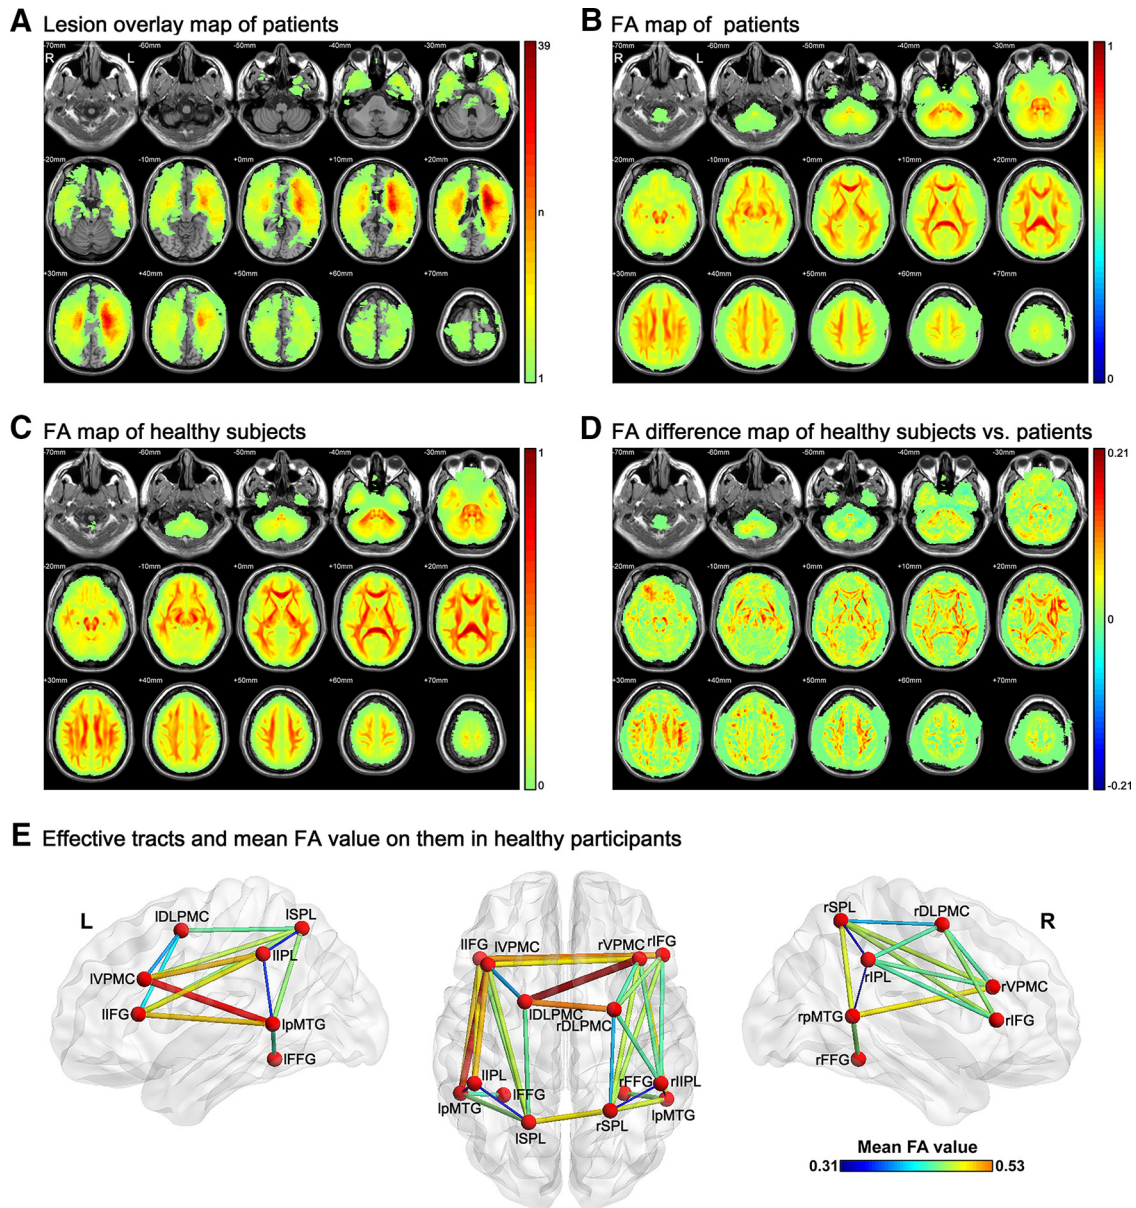 A Lesion overlay map of patients
-70mm -60mm -50mm -40mm -30mm
R L
39
-20mm -10mm +0mm +10mm +20mm
n
+30mm +40mm +50mm +60mm +70mm
1
B FA map of patients
-70mm -60mm -50mm -40mm -30mm
R L
1
-20mm -10mm +0mm +10mm +20mm
+30mm +40mm +50mm +60mm +70mm
0
C FA map of healthy subjects
-70mm -60mm -50mm -40mm -30mm
1
-20mm -10mm +0mm +10mm +20mm
+30mm +40mm +50mm +60mm +70mm
0
D FA difference map of healthy subjects vs. patients
-70mm -60mm -50mm -40mm -30mm
0.21
-20mm -10mm +0mm +10mm +20mm
0
+30mm +40mm +50mm +60mm +70mm
-0.21
E Effective tracts and mean FA value on them in healthy participants
L
lDLPMC
lSPL
lIPL
lVPMC
lIFG
lpMTG
lFFG
lIFG
lVPMC
rVPMC
rIFG
lDLPMC
rDLPMC
lIPL
lFFG
rFFG
rIIPL
lpMTG
lpMTG
lSPL
rSPL
R
rSPL
rDLPMC
rIPL
rVPMC
rpMTG
rIFG
rFFG
Mean FA value
0.31 0.53